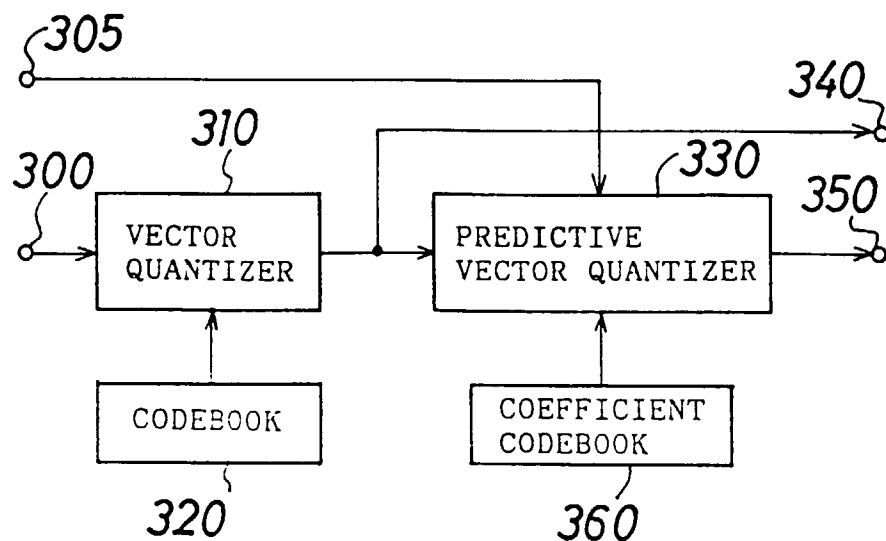 305
340
310
330
300
350
VECTOR
QUANTIZER
PREDICTIVE
VECTOR QUANTIZER
CODEBOOK
COEFFICIENT
CODEBOOK
320
360